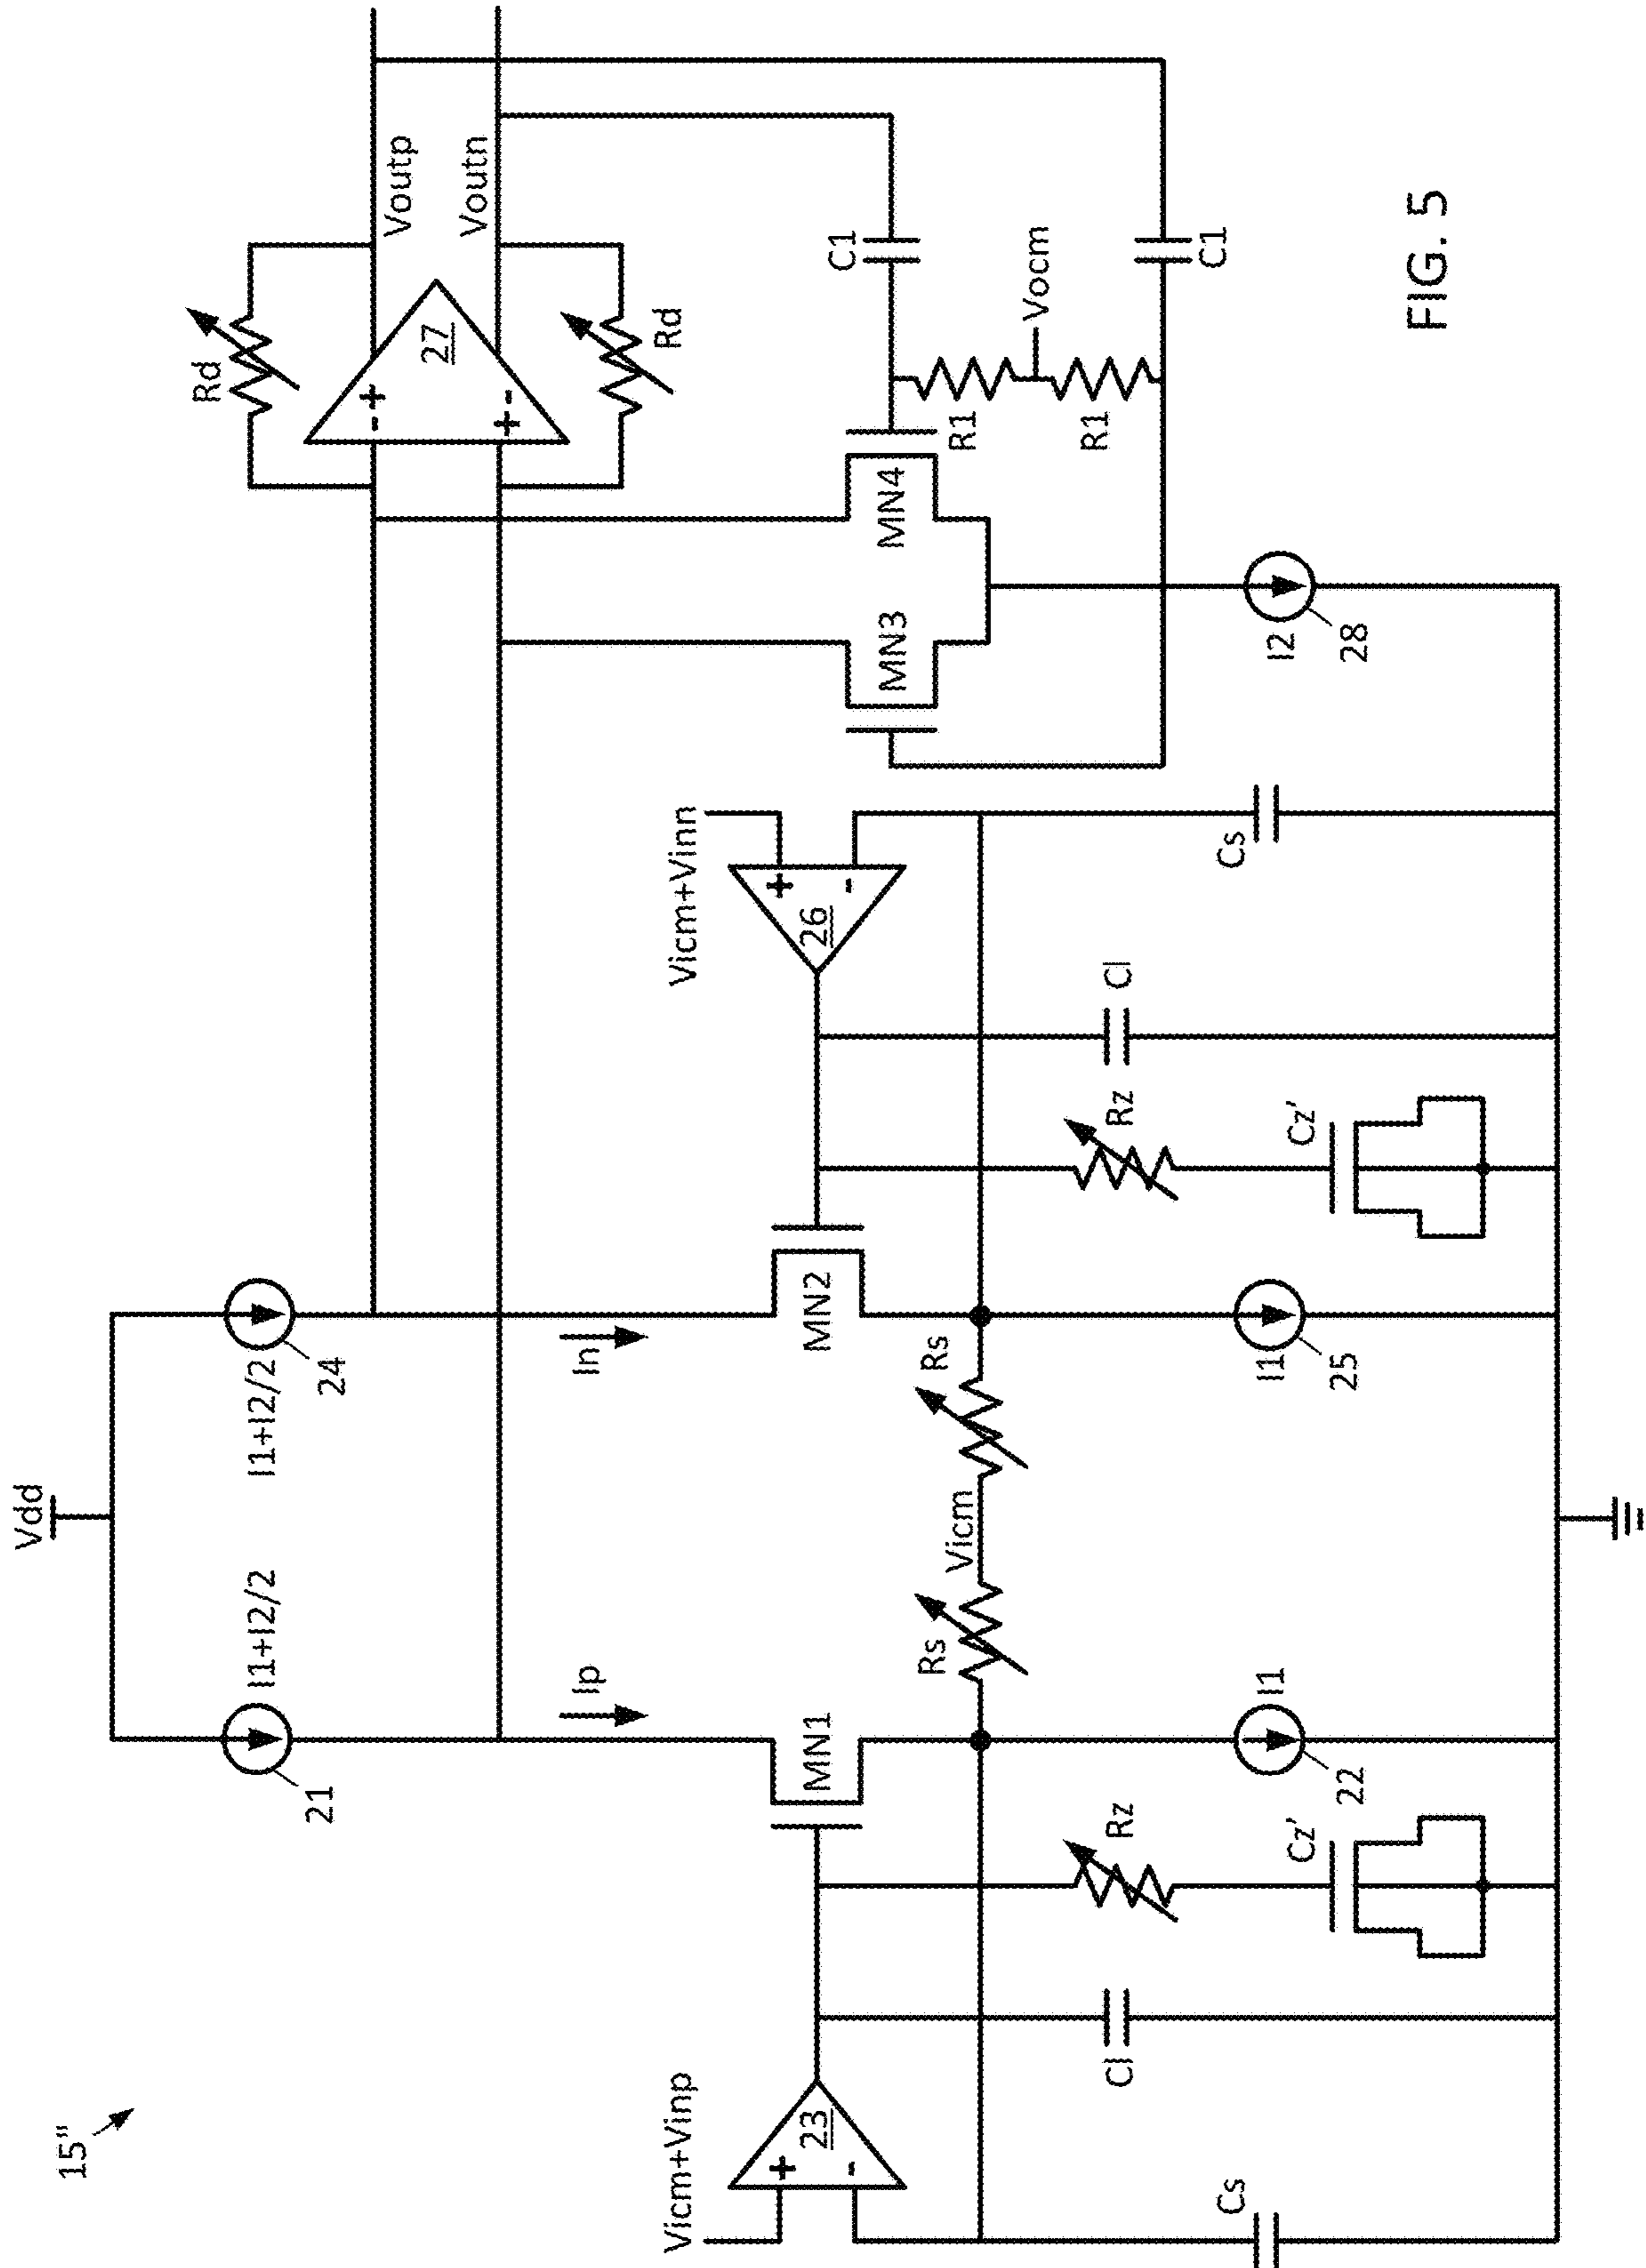 15"
Vdd
I1+I2/2
I1+I2/2
21
24
Ip
In
Rd
- +
27
+ -
Rd
Voutp
Voutn
Vicm+Vinp
+
23
-
MN1
MN2
Vicm+Vinn
+
26
-
MN3
MN4
C1
R1
Vocm
R1
C1
Rs
Vicm
Rs
Cl
Rz
Rz
Cl
Cs
Cz'
I1
22
I1
25
Cz'
Cs
I2
28
FIG. 5